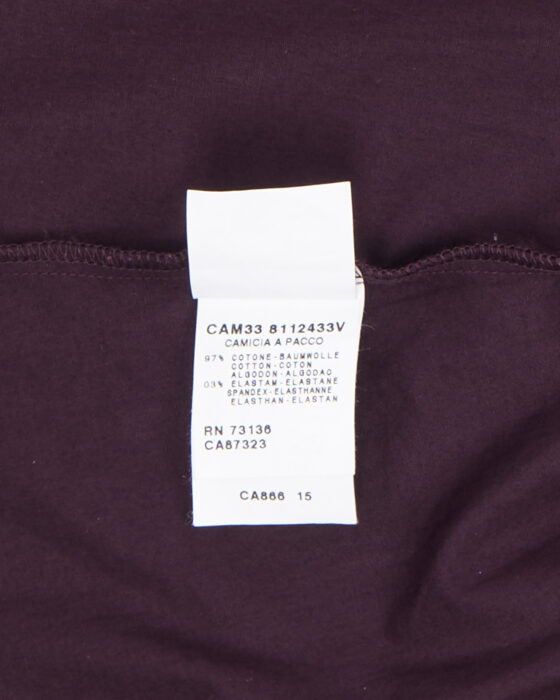 CAM33 8112433V
CAMICIA A PACCO
97% COTONE-BAUMWOLLE
COTTON-COTON
ALGODON-ALGODAO
03% ELASTAM-ELASTANE
SPANDEX-ELASTHANNE
ELASTHAN-ELASTAN
RN 73136
CA87323
CA866 15